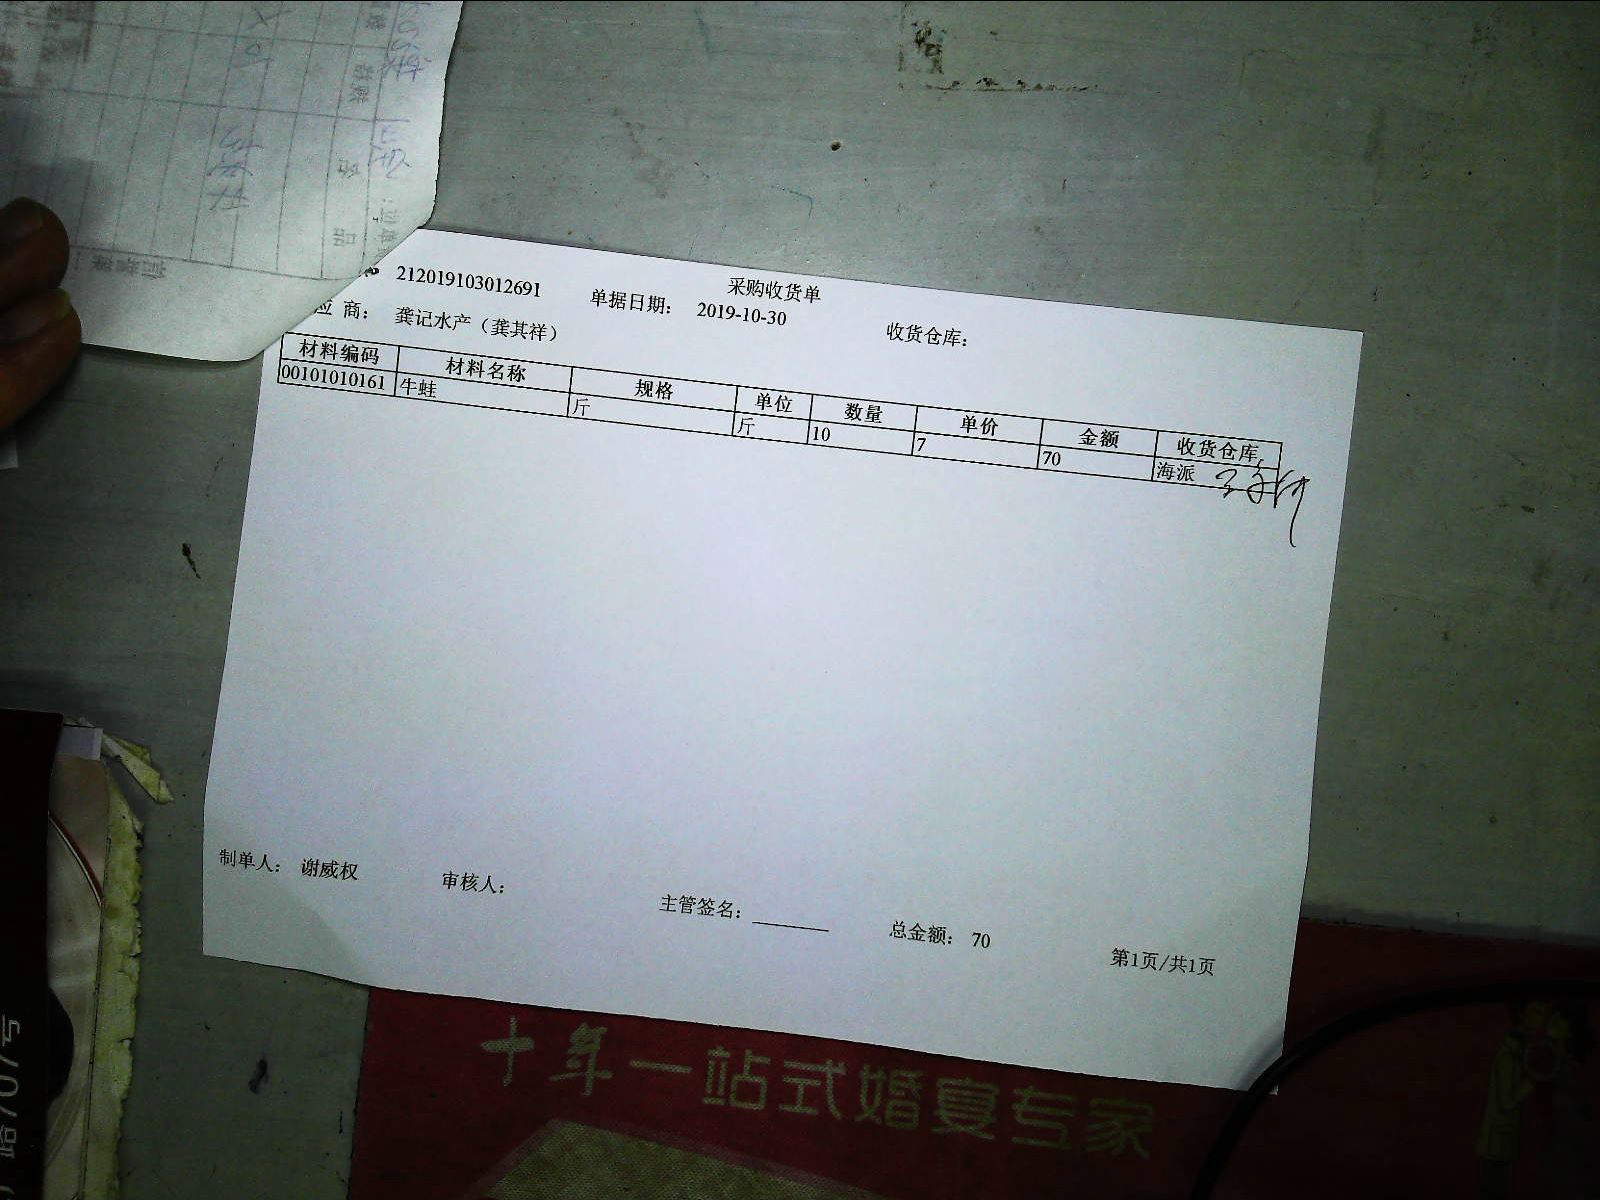 采购收货单
212019103012691 单据日期： 2019-10-30 收货仓库：
应 商： 龚记水产（龚其祥）
材料编码 材料名称 规格 单位 数量 单价 金额 收货仓库
00101010161 牛蛙 斤 斤 10 7 70 海派
制单人： 谢威权 审核人： 主管签名： 总金额： 70 第1页/共1页
十年一站式婚宴专家